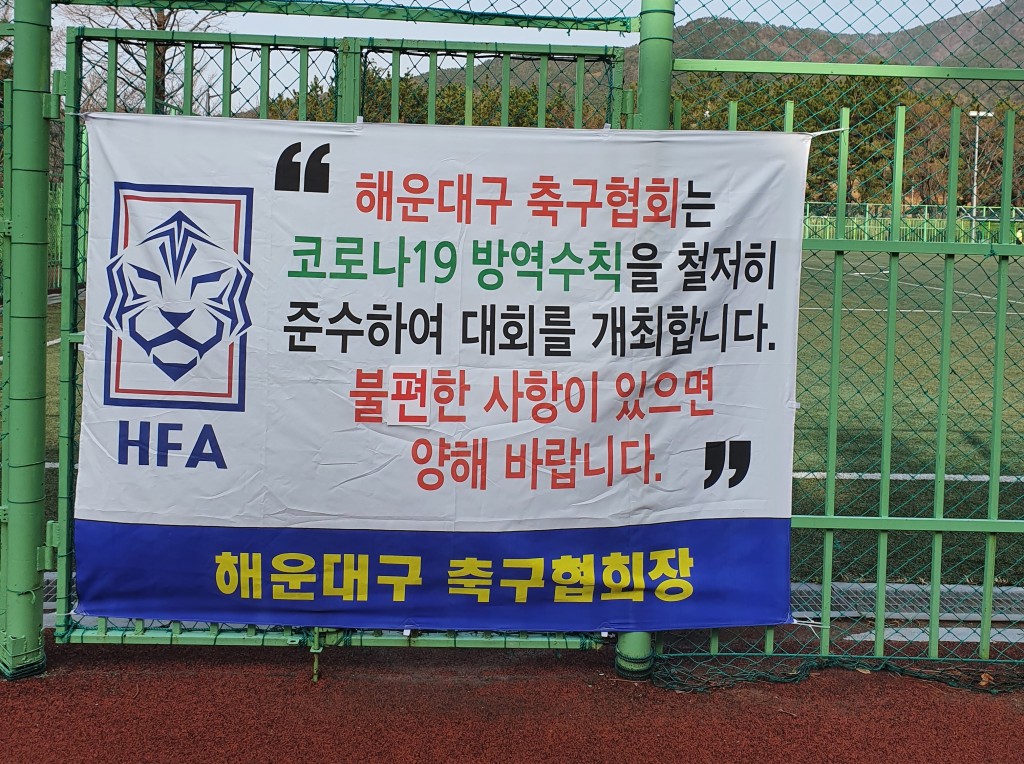 “ 해운대구 축구협회는
코로나19 방역수칙을 철저히
준수하여 대회를 개최합니다.
불편한 사항이 있으면
양해 바랍니다. ”
HFA
해운대구 축구협회장